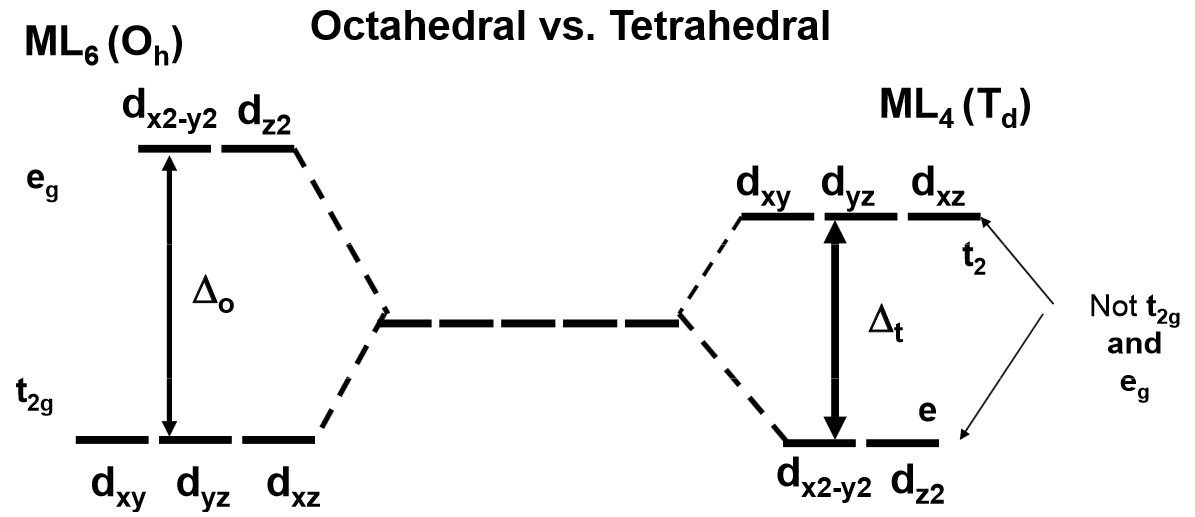 Octahedral vs. Tetrahedral
ML6 (Oh)
dx2-y2 dz2
eg
Δo
t2g
dxy dyz dxz
ML4 (Td)
dxy dyz dxz
t2
Δt
e
dx2-y2 dz2
Not t2g
and
eg